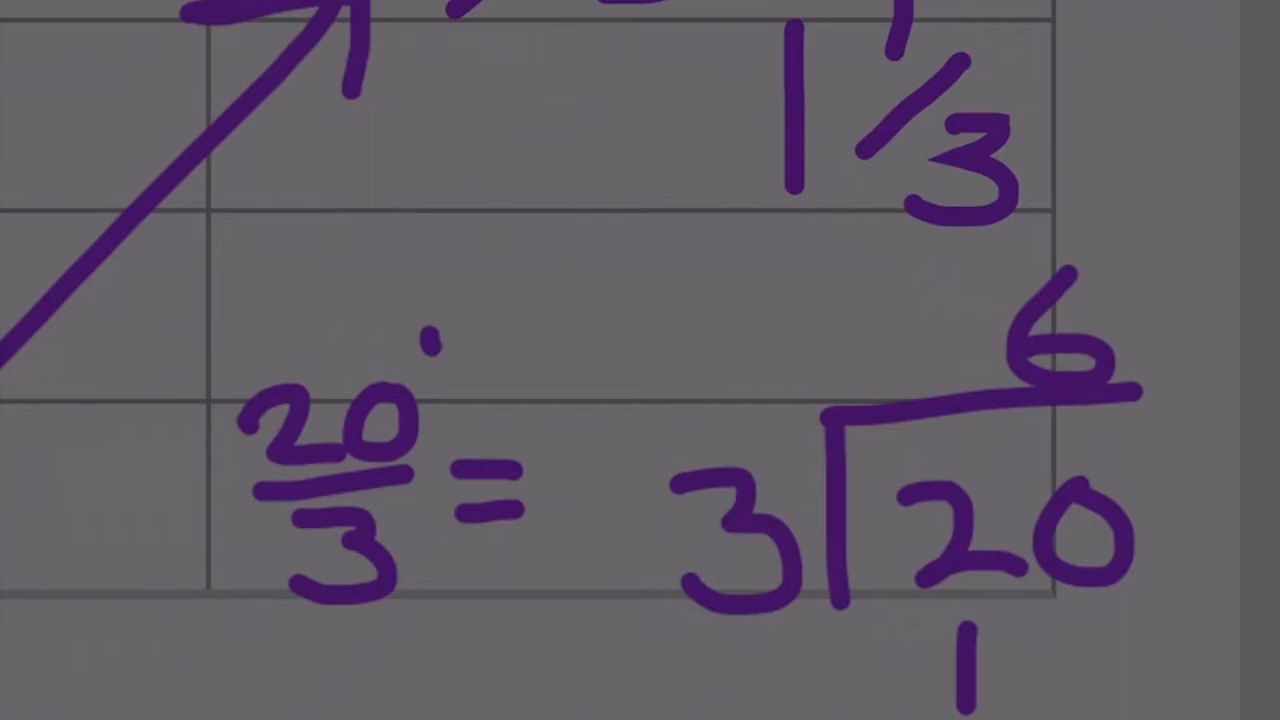 1/3
6
20/3 = 3⟌20
1